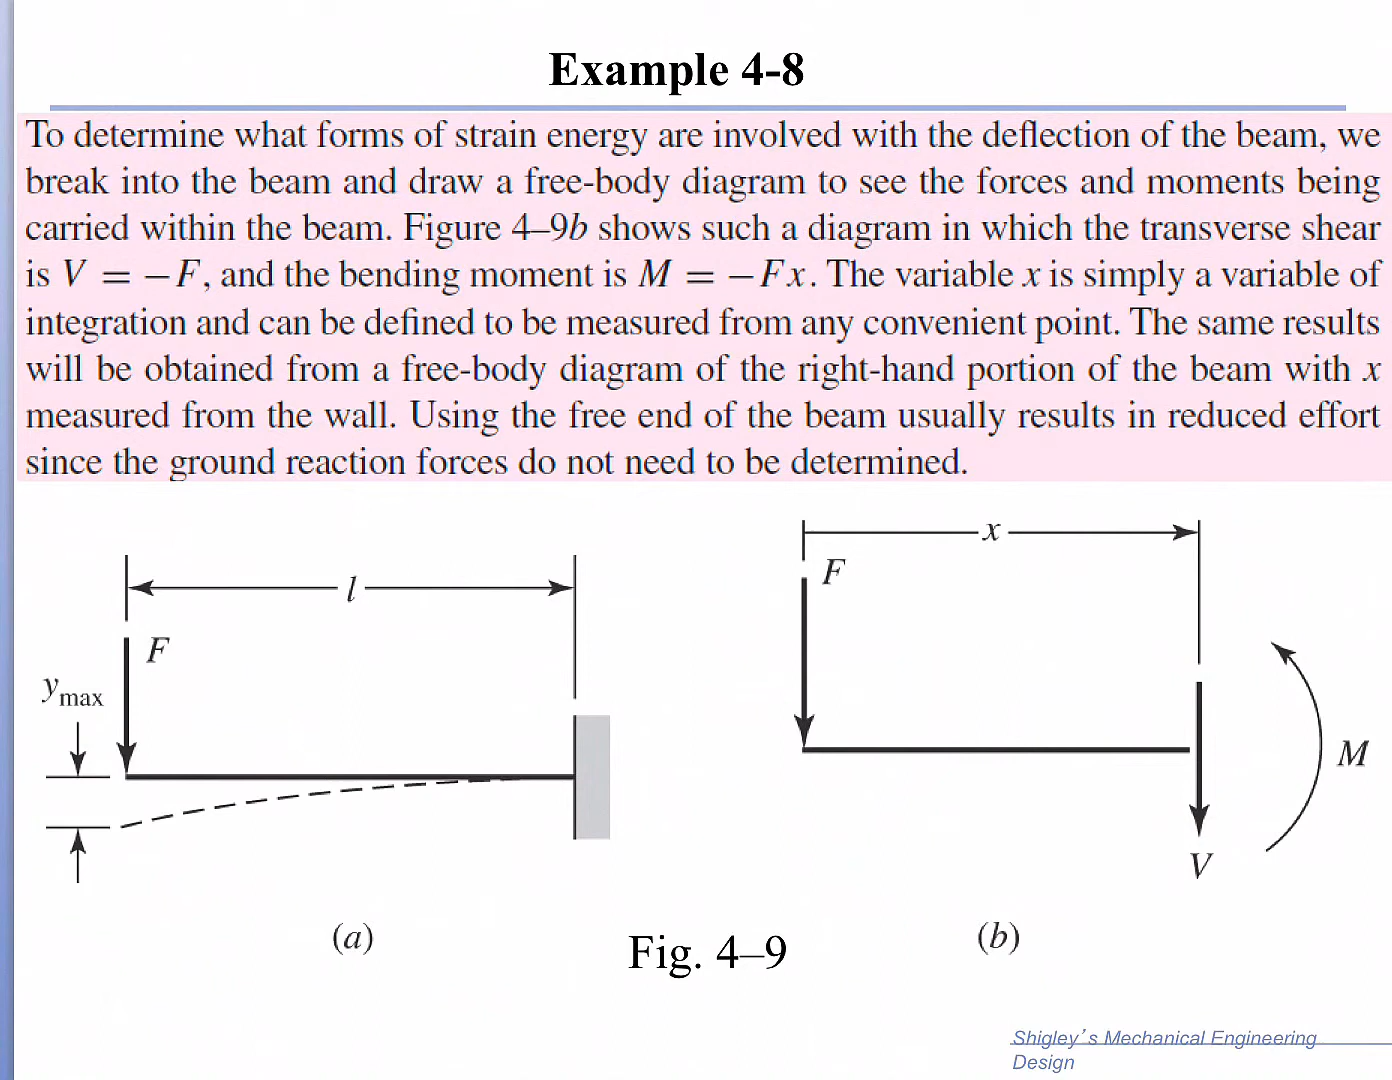 Example 4-8
To determine what forms of strain energy are involved with the deflection of the beam, we
break into the beam and draw a free-body diagram to see the forces and moments being
carried within the beam. Figure 4–9b shows such a diagram in which the transverse shear
is V = −F, and the bending moment is M = −Fx. The variable x is simply a variable of
integration and can be defined to be measured from any convenient point. The same results
will be obtained from a free-body diagram of the right-hand portion of the beam with x
measured from the wall. Using the free end of the beam usually results in reduced effort
since the ground reaction forces do not need to be determined.
l
F
ymax
(a)
x
F
M
V
(b)
Fig. 4–9
Shigley's Mechanical Engineering
Design